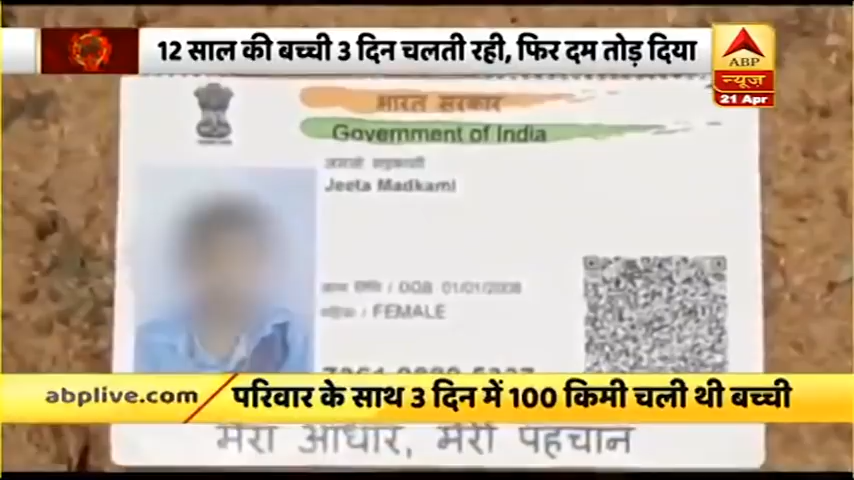 12 साल की बच्ची 3 दिन चलती रही, फिर दम तोड़ दिया
ABP
न्यूज़
21 Apr
भारत सरकार
Government of India
Jeeta Madkami
/ DOB 01/01/2008
/ FEMALE
abplive.com
परिवार के साथ 3 दिन में 100 किमी चली थी बच्ची
मेरा आधार, मेरी पहचान